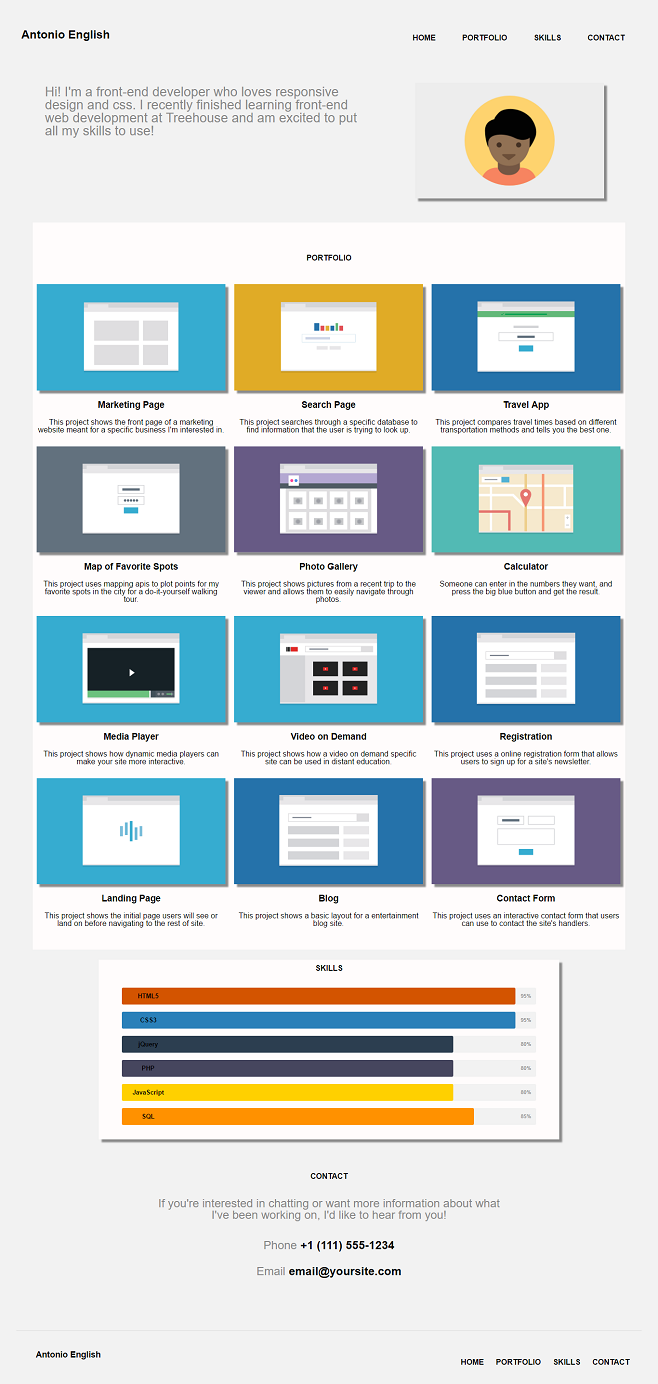 Antonio English
HOME PORTFOLIO SKILLS CONTACT
Hi! I'm a front-end developer who loves responsive
design and css. I recently finished learning front-end
web development at Treehouse and am excited to put
all my skills to use!
PORTFOLIO
Marketing Page
This project shows the front page of a marketing
website meant for a specific business I'm interested in.
Search Page
This project searches through a specific database to
find information that the user is trying to look up.
Travel App
This project compares travel times based on different
transportation methods and tells you the best one.
Map of Favorite Spots
This project uses mapping apis to plot points for my
favorite spots in the city for a do-it-yourself walking
tour.
Photo Gallery
This project shows pictures from a recent trip to the
viewer and allows them to easily navigate through
photos.
Calculator
Someone can enter in the numbers they want, and
press the big blue button and get the result.
Media Player
This project shows how dynamic media players can
make your site more interactive.
Video on Demand
This project shows how a video on demand specific
site can be used in distant education.
Registration
This project uses a online registration form that allows
users to sign up for a site's newsletter.
Landing Page
This project shows the initial page users will see or
land on before navigating to the rest of site.
Blog
This project shows a basic layout for a entertainment
blog site.
Contact Form
This project uses an interactive contact form that users
can use to contact the site's handlers.
SKILLS
HTML5 95%
CSS3 95%
jQuery 80%
PHP 80%
JavaScript 80%
SQL 85%
CONTACT
If you're interested in chatting or want more information about what
I've been working on, I'd like to hear from you!
Phone +1 (111) 555-1234
Email email@yoursite.com
Antonio English
HOME PORTFOLIO SKILLS CONTACT